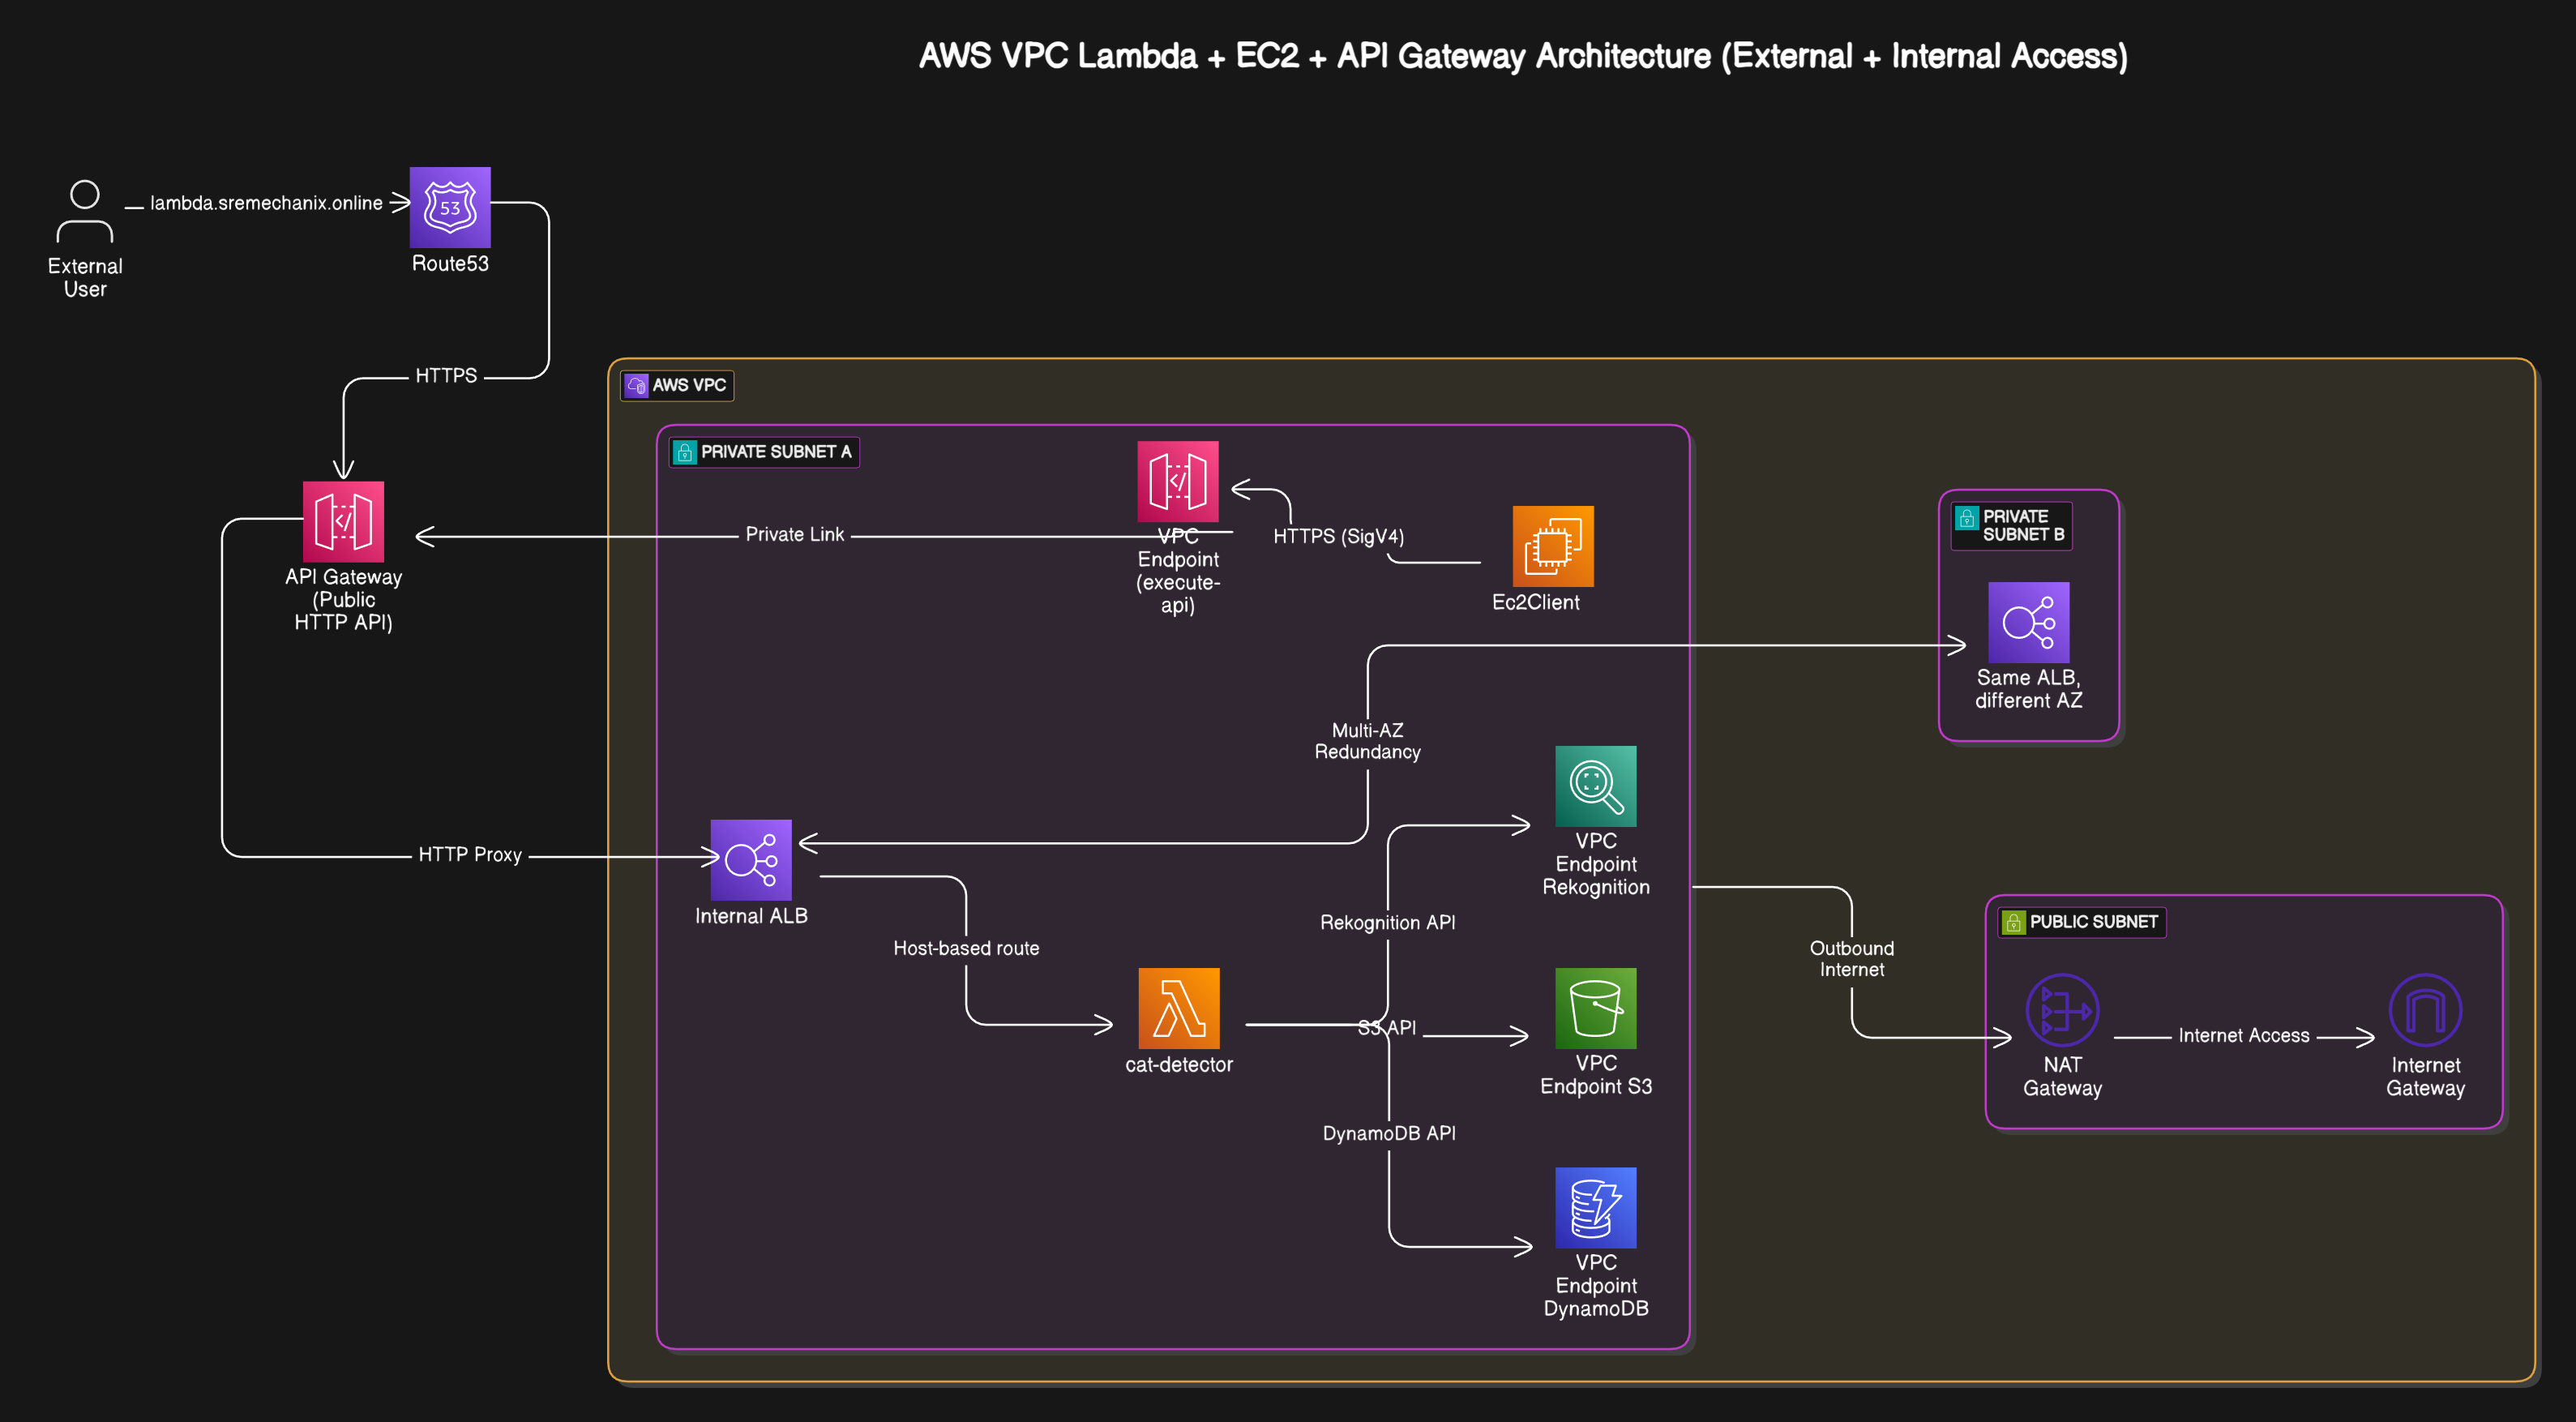 AWS VPC Lambda + EC2 + API Gateway Architecture (External + Internal Access)
lambda.sremechanix.online
53
External
User
Route53
HTTPS
AWS VPC
PRIVATE SUBNET A
</>
API Gateway
(Public
HTTP API)
Private Link
</>
VPC
Endpoint
(execute-
api)
HTTPS (SigV4)
Ec2Client
PRIVATE
SUBNET B
Same ALB,
different AZ
Multi-AZ
Redundancy
HTTP Proxy
Internal ALB
Host-based route
cat-detector
Rekognition API
VPC
Endpoint
Rekognition
S3 API
VPC
Endpoint S3
DynamoDB API
VPC
Endpoint
DynamoDB
Outbound
Internet
PUBLIC SUBNET
NAT
Gateway
Internet Access
Internet
Gateway